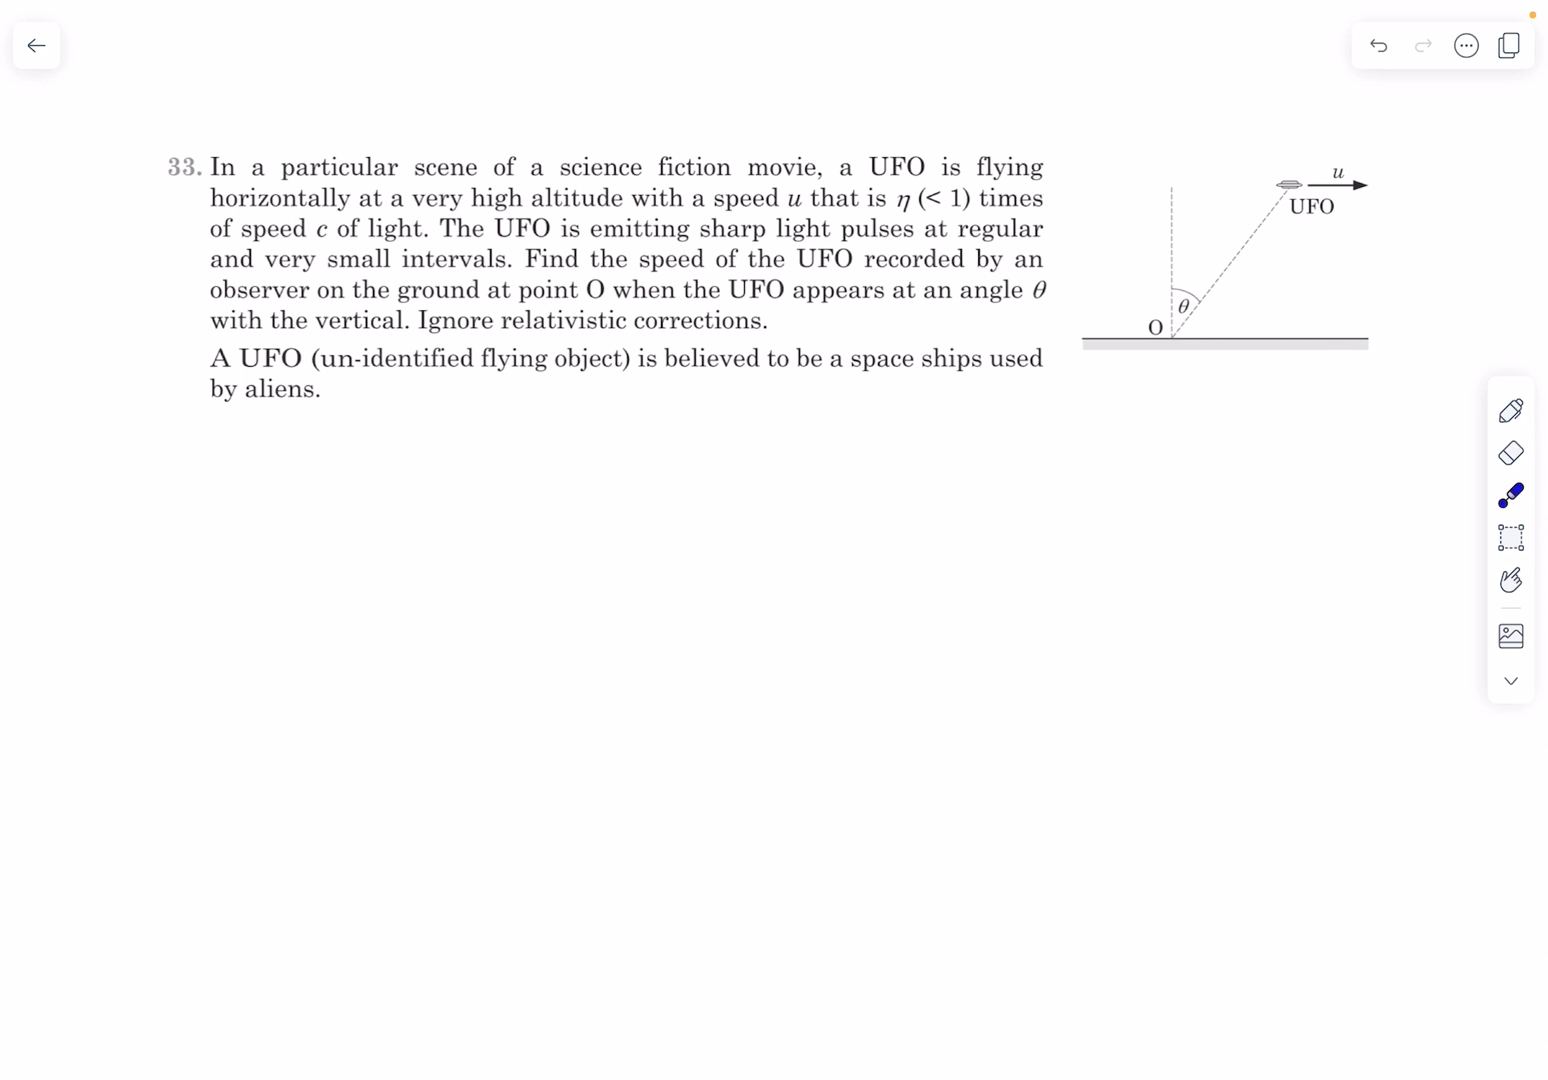 33. In a particular scene of a science fiction movie, a UFO is flying
horizontally at a very high altitude with a speed u that is η (< 1) times
of speed c of light. The UFO is emitting sharp light pulses at regular
and very small intervals. Find the speed of the UFO recorded by an
observer on the ground at point O when the UFO appears at an angle θ
with the vertical. Ignore relativistic corrections.
A UFO (un-identified flying object) is believed to be a space ships used
by aliens.
u
UFO
θ
O